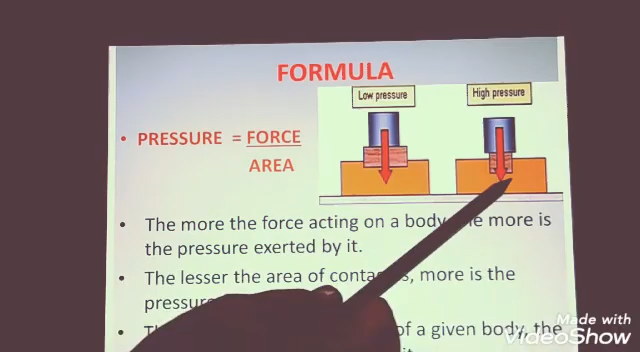 FORMULA
Low pressure
High pressure
• PRESSURE = FORCE
AREA
• The more the force acting on a body more is
the pressure exerted by it.
• The lesser the area of more is the
pressure
• of a given body, the
Made with
VideoShow